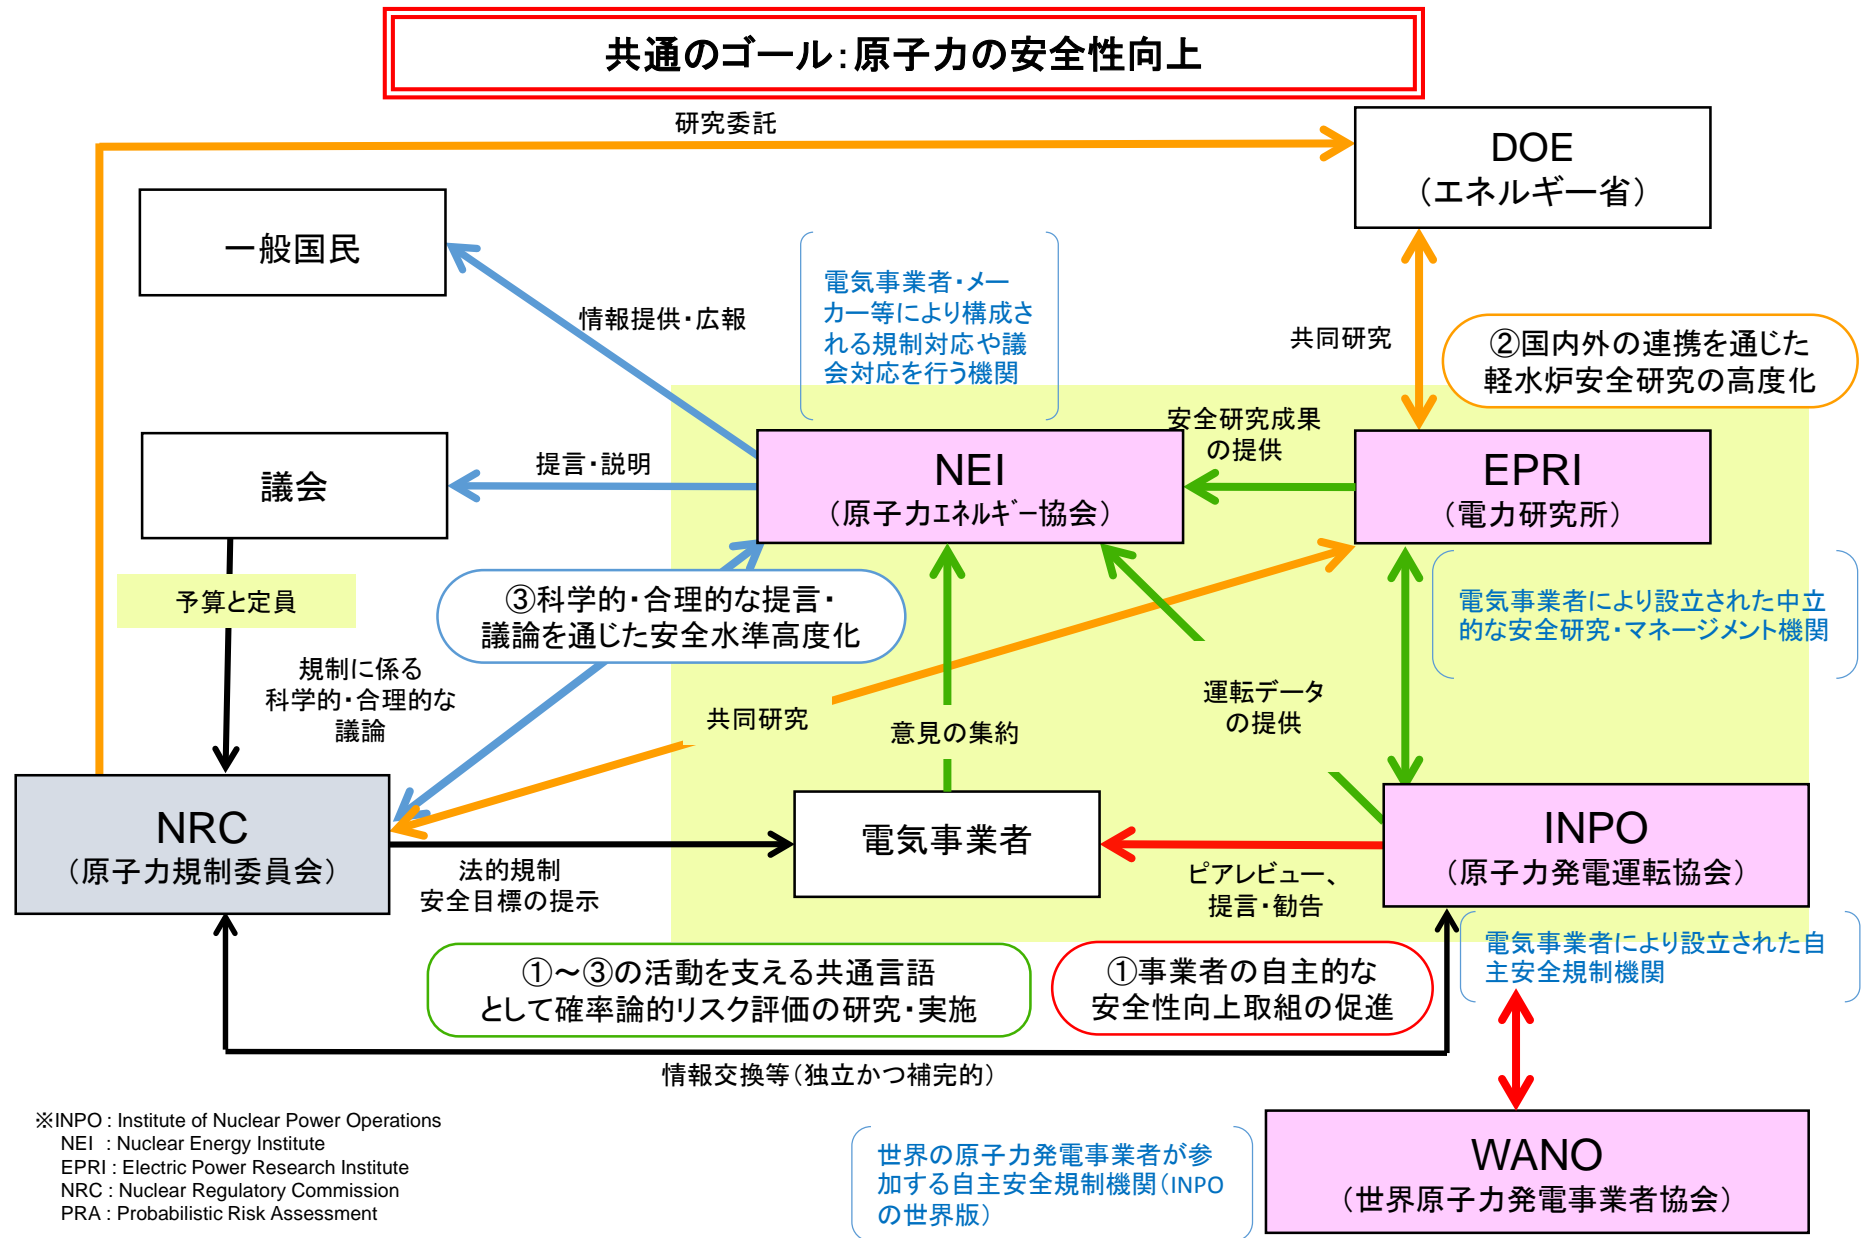 共通のゴール：原子力の安全性向上
研究委託
DOE
（エネルギー省）
一般国民
情報提供・広報
電気事業者・メー
カー等により構成さ
れる規制対応や議
会対応を行う機関
共同研究
②国内外の連携を通じた
軽水炉安全研究の高度化
議会
提言・説明
NEI
（原子力ｴﾈﾙｷﾞｰ協会）
安全研究成果
の提供
EPRI
（電力研究所）
予算と定員
③科学的・合理的な提言・
議論を通じた安全水準高度化
電気事業者により設立された中立
的な安全研究・マネージメント機関
規制に係る
科学的・合理的な
議論
共同研究
意見の集約
運転データ
の提供
NRC
（原子力規制委員会）
法的規制
安全目標の提示
電気事業者
ピアレビュー、
提言・勧告
INPO
（原子力発電運転協会）
①～③の活動を支える共通言語
として確率論的リスク評価の研究・実施
①事業者の自主的な
安全性向上取組の促進
電気事業者により設立された自
主安全規制機関
情報交換等（独立かつ補完的）
※INPO : Institute of Nuclear Power Operations
NEI : Nuclear Energy Institute
EPRI : Electric Power Research Institute
NRC : Nuclear Regulatory Commission
PRA : Probabilistic Risk Assessment
世界の原子力発電事業者が参
加する自主安全規制機関（INPO
の世界版）
WANO
（世界原子力発電事業者協会）